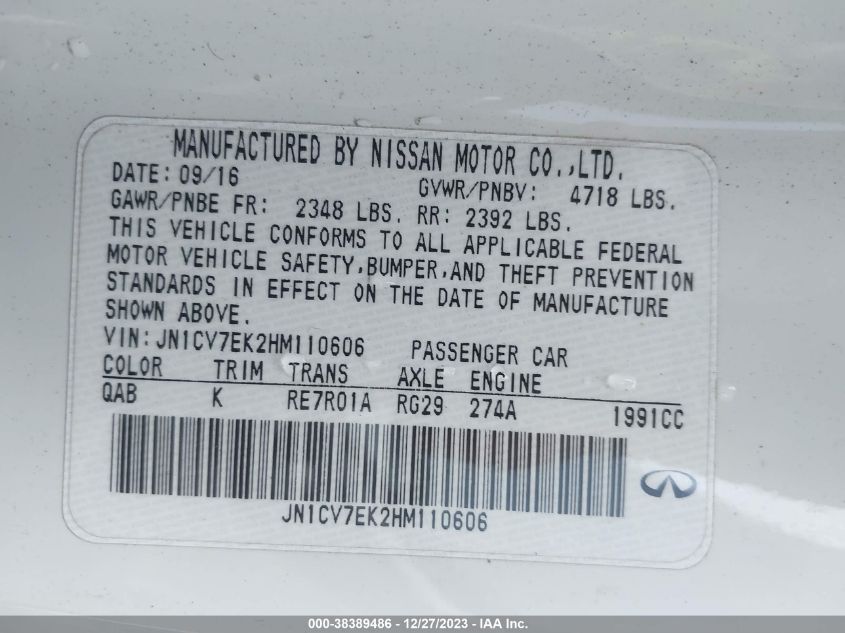 MANUFACTURED BY NISSAN MOTOR CO.,LTD.
DATE: 09/16 GVWR/PNBV: 4718 LBS.
GAWR/PNBE FR: 2348 LBS. RR: 2392 LBS.
THIS VEHICLE CONFORMS TO ALL APPLICABLE FEDERAL
MOTOR VEHICLE SAFETY,BUMPER,AND THEFT PREVENTION
STANDARDS IN EFFECT ON THE DATE OF MANUFACTURE
SHOWN ABOVE.
VIN:JN1CV7EK2HM110606 PASSENGER CAR
COLOR TRIM TRANS AXLE ENGINE
QAB K RE7R01A RG29 274A 1991CC
JN1CV7EK2HM110606
000-38389486 - 12/27/2023 - IAA Inc.